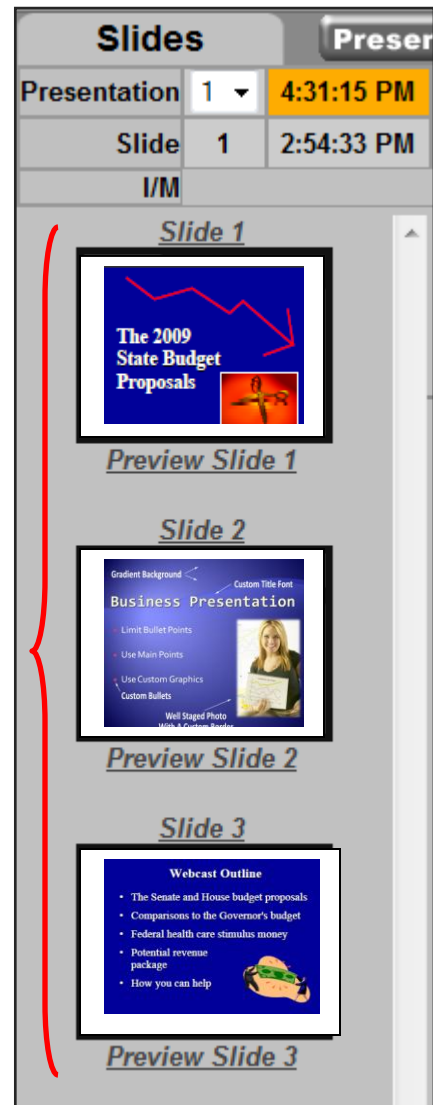 Slides Preser
Presentation 1 4:31:15 PM
Slide 1 2:54:33 PM
I/M
Slide 1
The 2009
State Budget
Proposals
Preview Slide 1
Slide 2
Gradient Background
Custom Title Font
Business Presentation
Limit Bullet Points
Use Main Points
Use Custom Graphics
Custom Bullets
Well Staged Photo
With A Custom Border
Preview Slide 2
Slide 3
Webcast Outline
• The Senate and House budget proposals
• Comparisons to the Governor's budget
• Federal health care stimulus money
• Potential revenue
package
• How you can help
Preview Slide 3